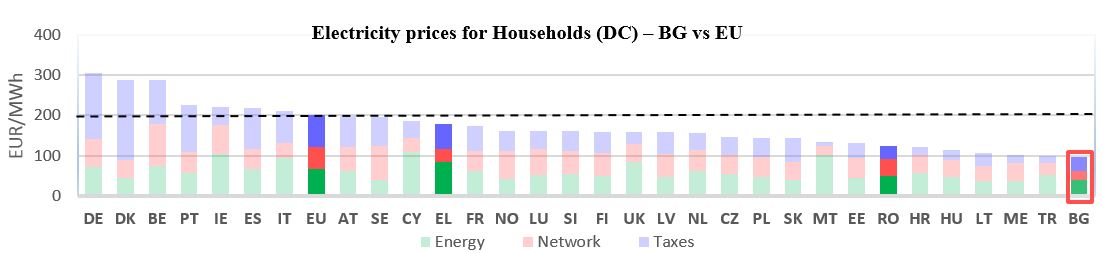 Electricity prices for Households (DC) – BG vs EU
EUR/MWh
400
300
200
100
0
DE DK BE PT IE ES IT EU AT SE CY EL FR NO LU SI FI UK LV NL CZ PL SK MT EE RO HR HU LT ME TR BG
Energy Network Taxes